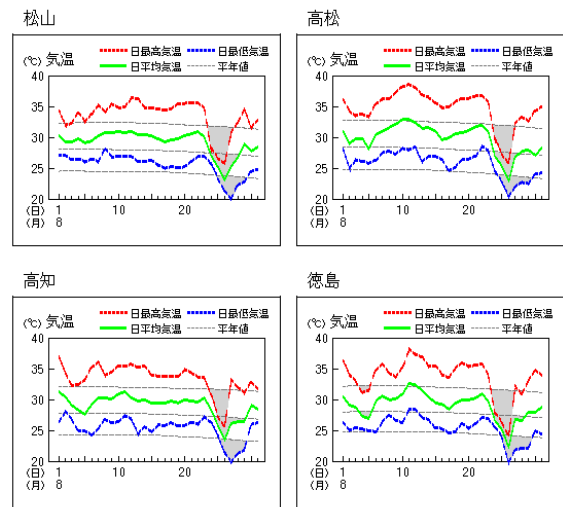 松山
(℃) 気温
日最高気温 日最低気温
日平均気温 平年値
40
35
30
25
20
(日) 1 10 20
(月) 8
高松
(℃) 気温
日最高気温 日最低気温
日平均気温 平年値
40
35
30
25
20
(日) 1 10 20
(月) 8
高知
(℃) 気温
日最高気温 日最低気温
日平均気温 平年値
40
35
30
25
20
(日) 1 10 20
(月) 8
徳島
(℃) 気温
日最高気温 日最低気温
日平均気温 平年値
40
35
30
25
20
(日) 1 10 20
(月) 8